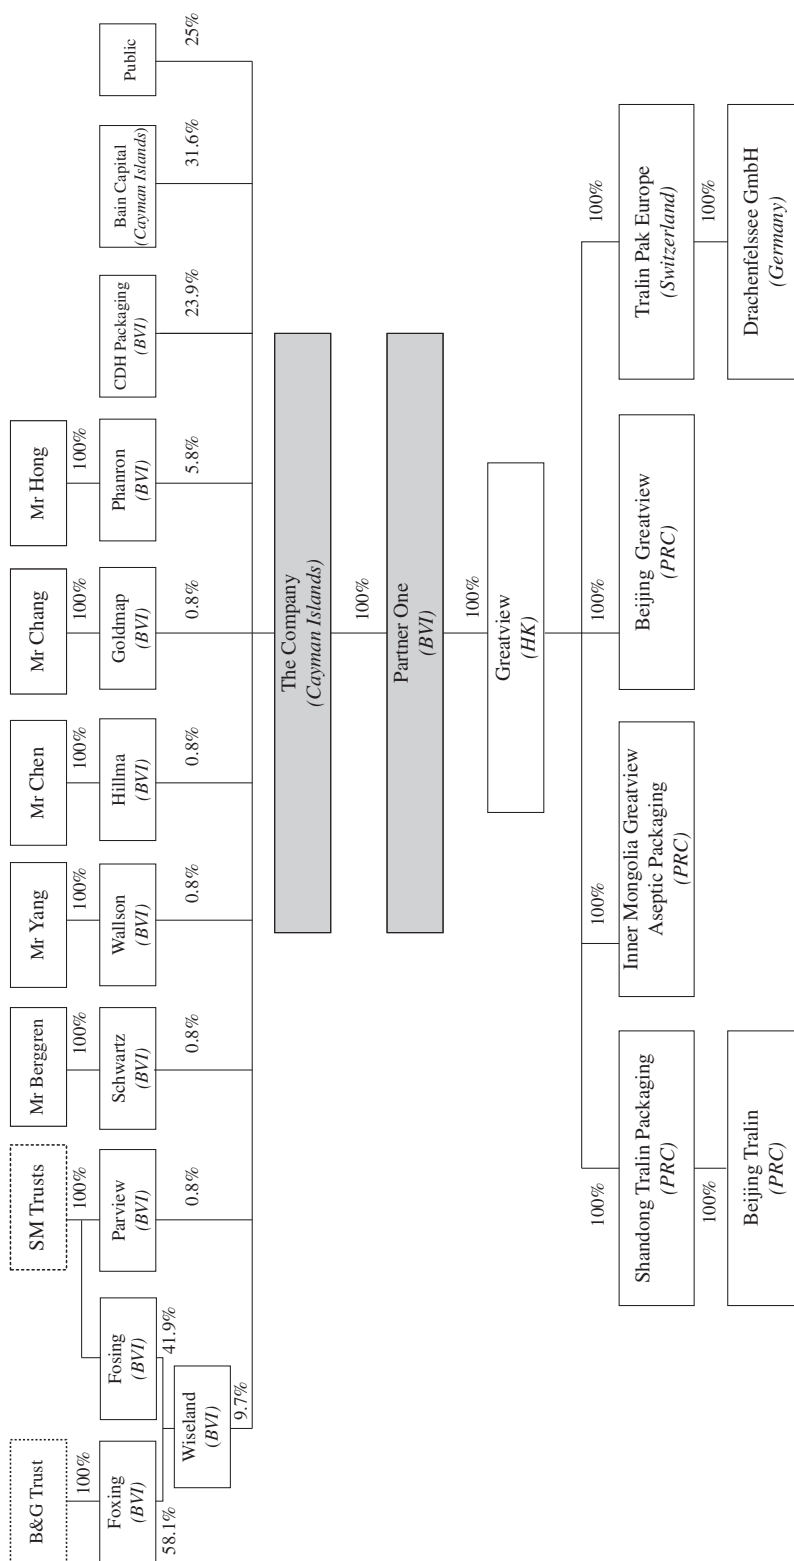 B&G Trust
SM Trusts
Mr Berggren
Mr Yang
Mr Chen
Mr Chang
Mr Hong
100%
100%
100%
100%
100%
100%
100%
Foxing
(BVI)
Fosing
(BVI)
Parview
(BVI)
Schwartz
(BVI)
Wallson
(BVI)
Hillma
(BVI)
Goldmap
(BVI)
Phanron
(BVI)
CDH Packaging
(BVI)
Bain Capital
(Cayman Islands)
Public
58.1%
41.9%
Wiseland
(BVI)
9.7%
0.8%
0.8%
0.8%
0.8%
0.8%
5.8%
23.9%
31.6%
25%
The Company
(Cayman Islands)
100%
Partner One
(BVI)
100%
Greatview
(HK)
100%
100%
100%
100%
Shandong Tralin Packaging
(PRC)
Inner Mongolia Greatview
Aseptic Packaging
(PRC)
Beijing Greatview
(PRC)
Tralin Pak Europe
(Switzerland)
100%
100%
Beijing Tralin
(PRC)
Drachenfelssee GmbH
(Germany)